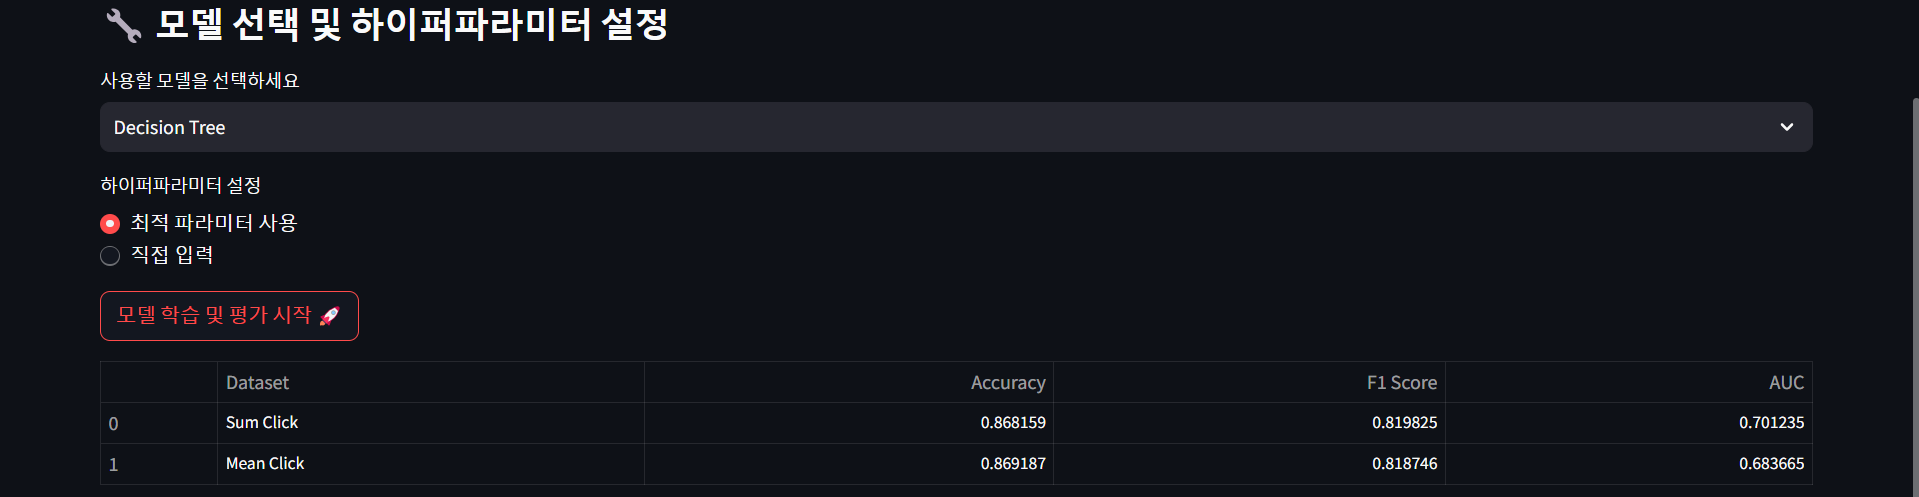 모델 선택 및 하이퍼파라미터 설정
사용할 모델을 선택하세요
Decision Tree
하이퍼파라미터 설정
최적 파라미터 사용
직접 입력
모델 학습 및 평가 시작 🚀
Dataset Accuracy F1 Score AUC
0 Sum Click 0.868159 0.819825 0.701235
1 Mean Click 0.869187 0.818746 0.683665